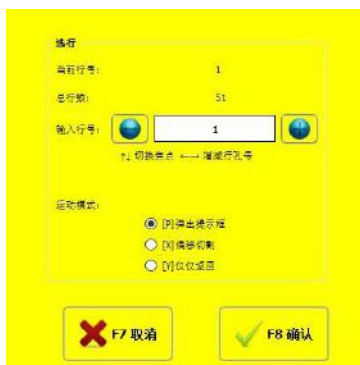 选行
当前行号: 1
总行数: 51
输入行号: 1
↑↓ 切换焦点 ←→ 增减行孔号
运动模式:
[P]弹出提示框
[X]偏移切割
[Y]仅仅返回
F7 取消 F8 确认